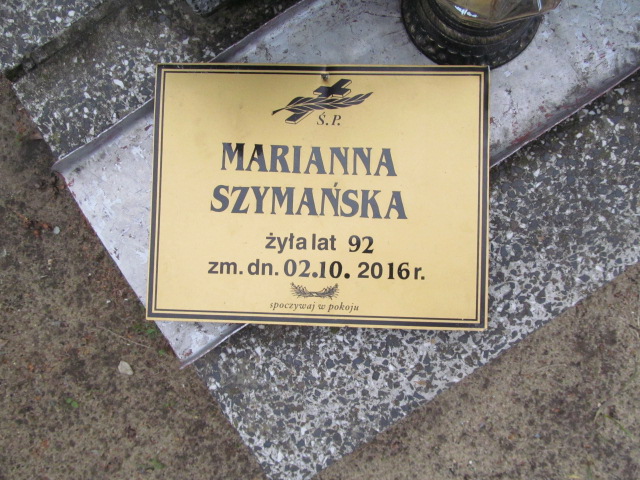 Ś.P.
MARIANNA
SZYMAŃSKA
żyła lat 92
zm. dn. 02.10. 2016 r.
spoczywaj w pokoju